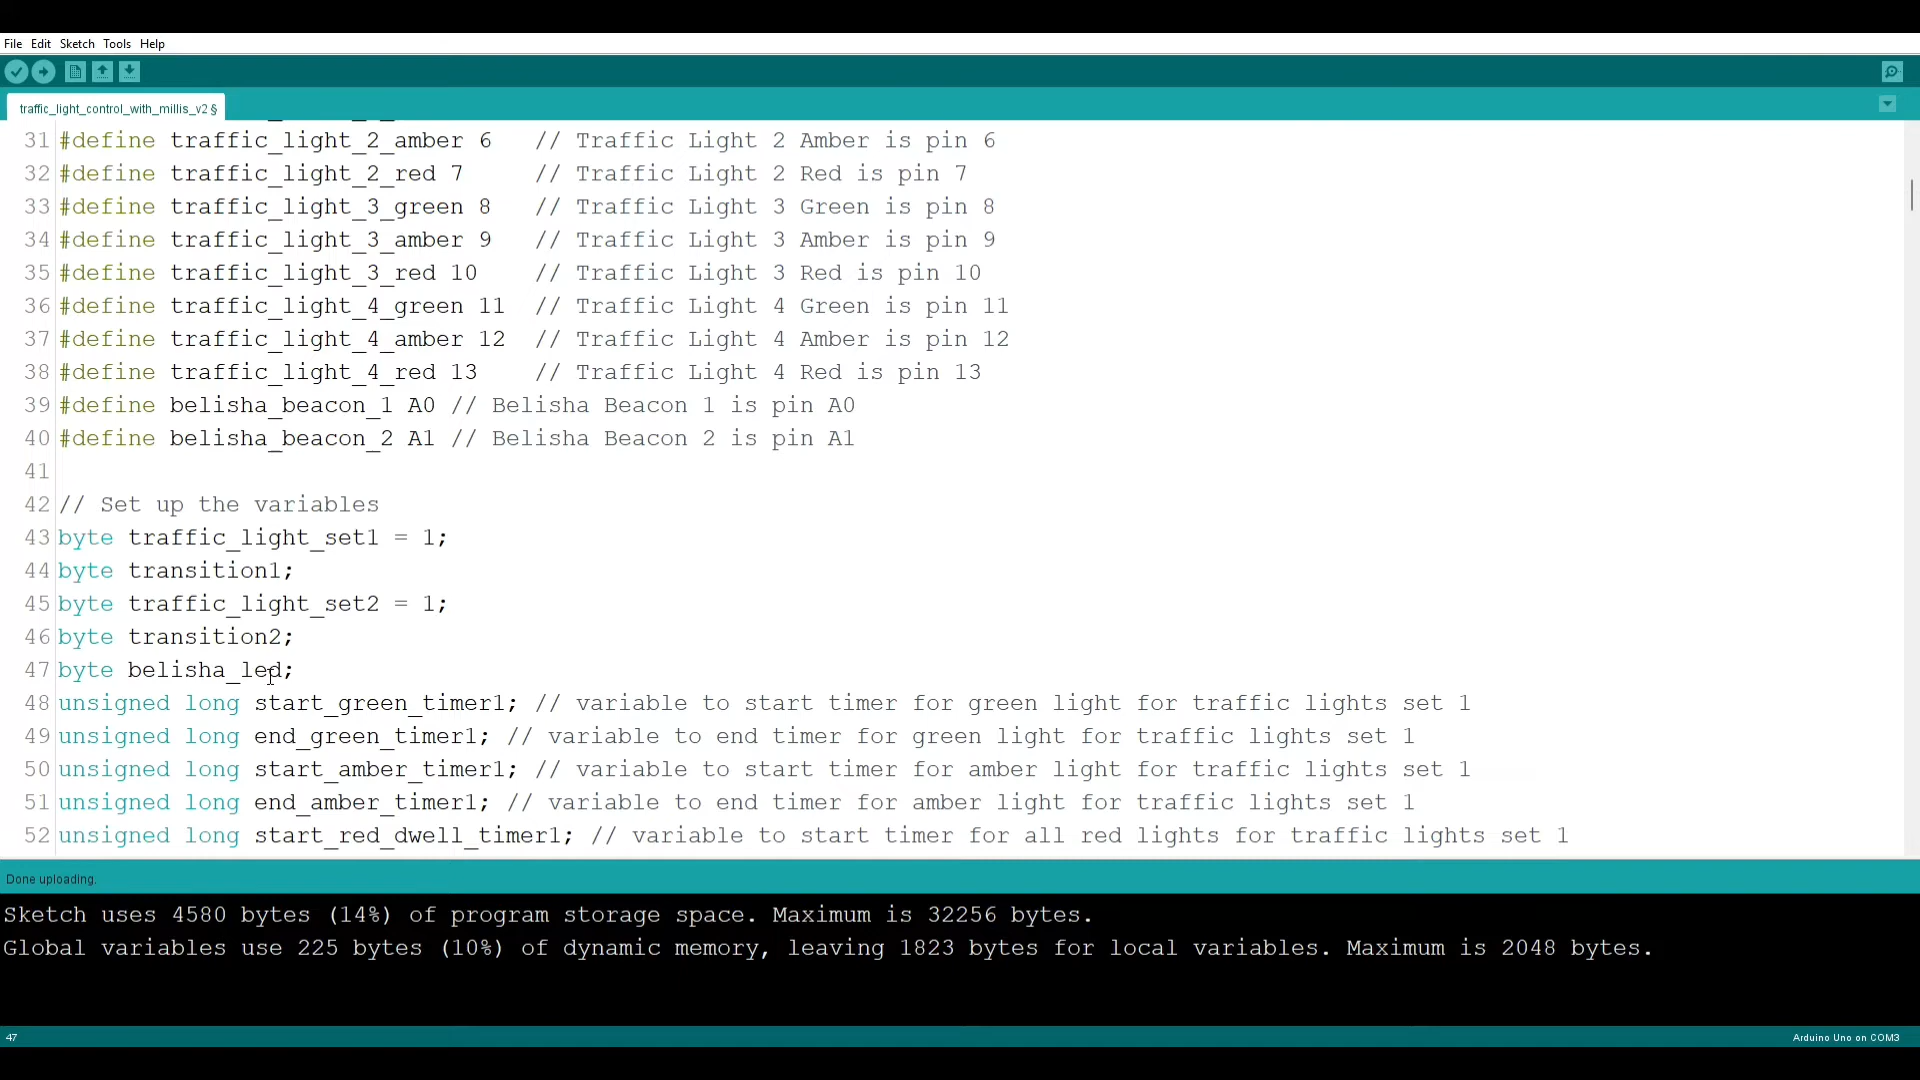 File Edit Sketch Tools Help
traffic_light_control_with_millis_v2 §
31 #define traffic_light_2_amber 6 // Traffic Light 2 Amber is pin 6
32 #define traffic_light_2_red 7 // Traffic Light 2 Red is pin 7
33 #define traffic_light_3_green 8 // Traffic Light 3 Green is pin 8
34 #define traffic_light_3_amber 9 // Traffic Light 3 Amber is pin 9
35 #define traffic_light_3_red 10 // Traffic Light 3 Red is pin 10
36 #define traffic_light_4_green 11 // Traffic Light 4 Green is pin 11
37 #define traffic_light_4_amber 12 // Traffic Light 4 Amber is pin 12
38 #define traffic_light_4_red 13 // Traffic Light 4 Red is pin 13
39 #define belisha_beacon_1 A0 // Belisha Beacon 1 is pin A0
40 #define belisha_beacon_2 A1 // Belisha Beacon 2 is pin A1
41
42 // Set up the variables
43 byte traffic_light_set1 = 1;
44 byte transition1;
45 byte traffic_light_set2 = 1;
46 byte transition2;
47 byte belisha_led;
48 unsigned long start_green_timer1; // variable to start timer for green light for traffic lights set 1
49 unsigned long end_green_timer1; // variable to end timer for green light for traffic lights set 1
50 unsigned long start_amber_timer1; // variable to start timer for amber light for traffic lights set 1
51 unsigned long end_amber_timer1; // variable to end timer for amber light for traffic lights set 1
52 unsigned long start_red_dwell_timer1; // variable to start timer for all red lights for traffic lights set 1
Done uploading.
Sketch uses 4580 bytes (14%) of program storage space. Maximum is 32256 bytes.
Global variables use 225 bytes (10%) of dynamic memory, leaving 1823 bytes for local variables. Maximum is 2048 bytes.
47 Arduino Uno on COM3